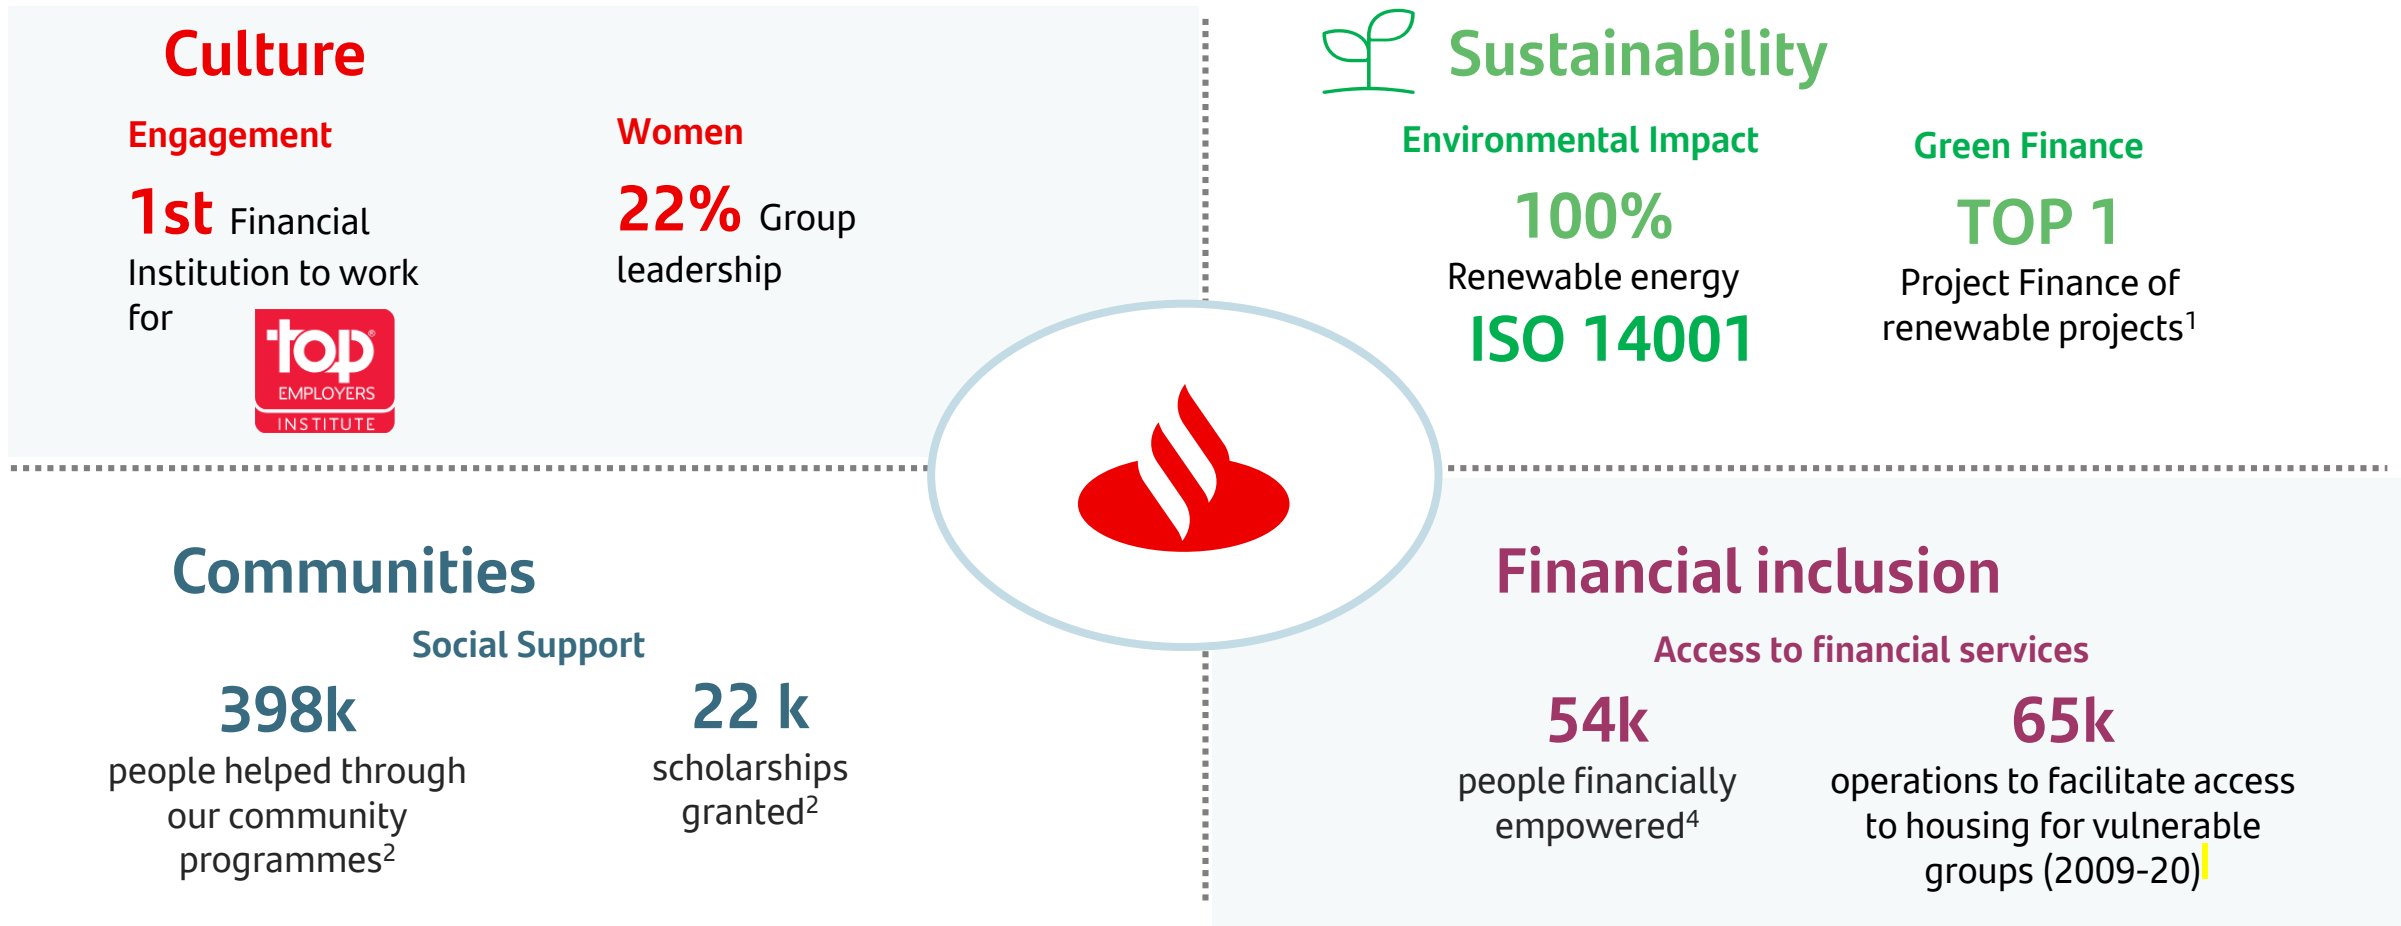 Culture
Engagement
1st Financial
Institution to work
for
top®
EMPLOYERS
INSTITUTE
Women
22% Group
leadership
Sustainability
Environmental Impact
100%
Renewable energy
ISO 14001
Green Finance
TOP 1
Project Finance of
renewable projects¹
Communities
Social Support
398k
people helped through
our community
programmes²
22 k
scholarships
granted²
Financial inclusion
Access to financial services
54k
people financially
empowered⁴
65k
operations to facilitate access
to housing for vulnerable
groups (2009-20)